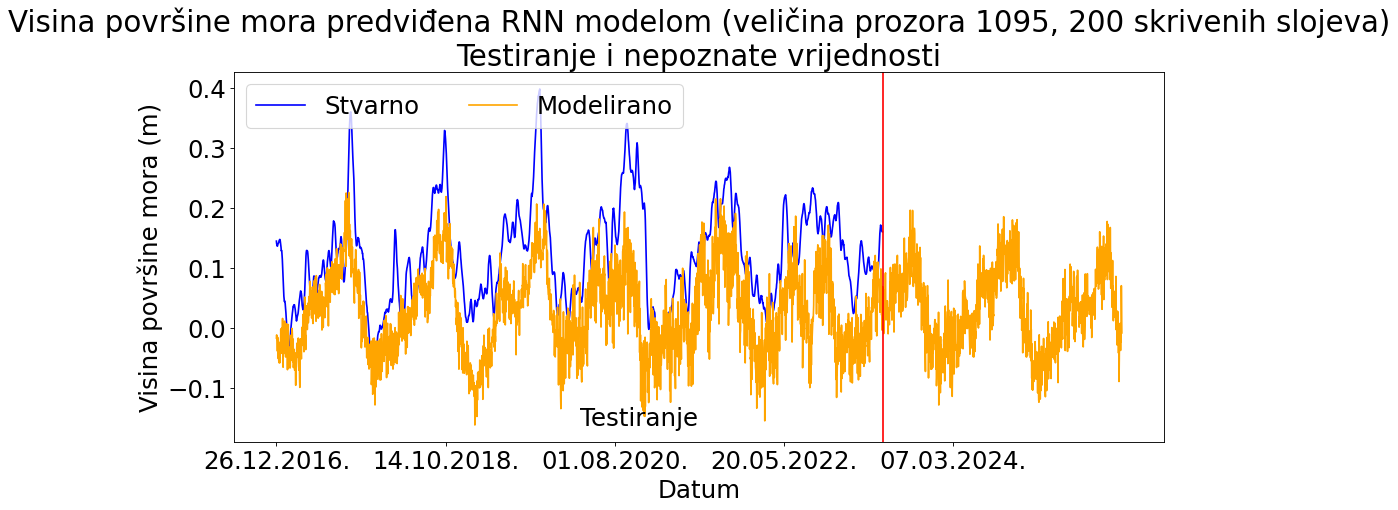 Visina površine mora predviđena RNN modelom (veličina prozora 1095, 200 skrivenih slojeva)
Testiranje i nepoznate vrijednosti
Stvarno
Modelirano
Visina površine mora (m)
0.4
0.3
0.2
0.1
0.0
−0.1
Testiranje
26.12.2016.
14.10.2018.
01.08.2020.
20.05.2022.
07.03.2024.
Datum